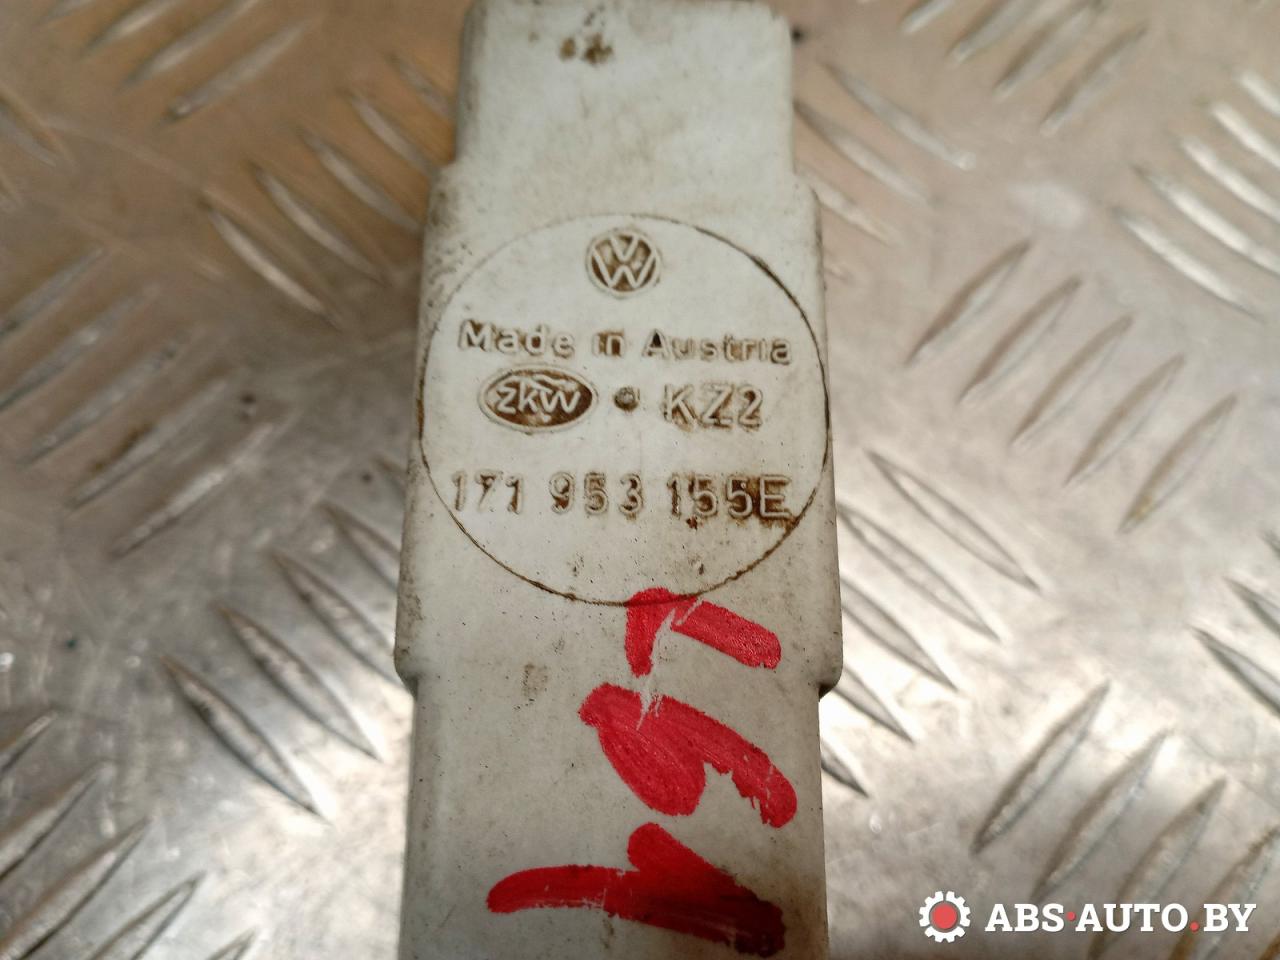 VW
Made in Austria
zkw • KZ2
171 953 155E
ABS·AUTO.BY